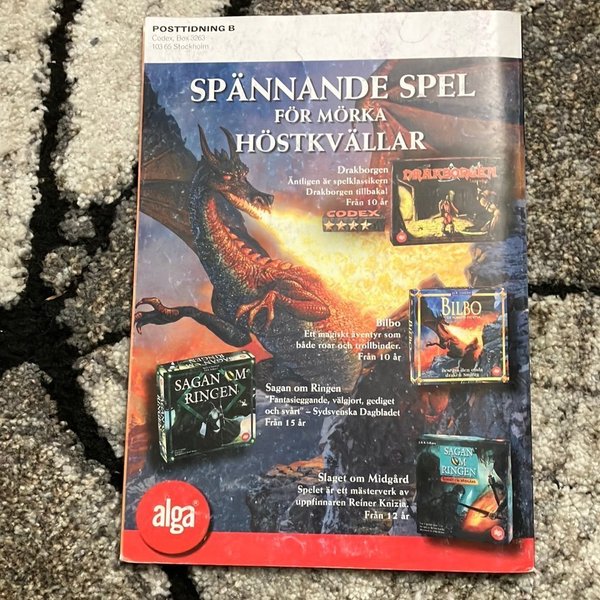 POSTTIDNING B
Codex, Box 3263
103 65 Stockholm
SPÄNNANDE SPEL
FÖR MÖRKA
HÖSTKVÄLLAR
Drakborgen
Äntligen är spelklassikern
Drakborgen tillbaka!
Från 10 år
CODEX
DRAKBORGEN
Bilbo
Ett magiskt äventyr som
både roar och trollbinder.
Från 10 år
BILBO
SAGAN OM
RINGEN
Sagan om Ringen
"Fantasieggande, välgjort, gediget
och svårt" – Sydsvenska Dagbladet
Från 15 år
Slaget om Midgård
Spelet är ett mästerverk av
uppfinnaren Reiner Knizia.
Från 12 år
SAGAN
OM
RINGEN
alga